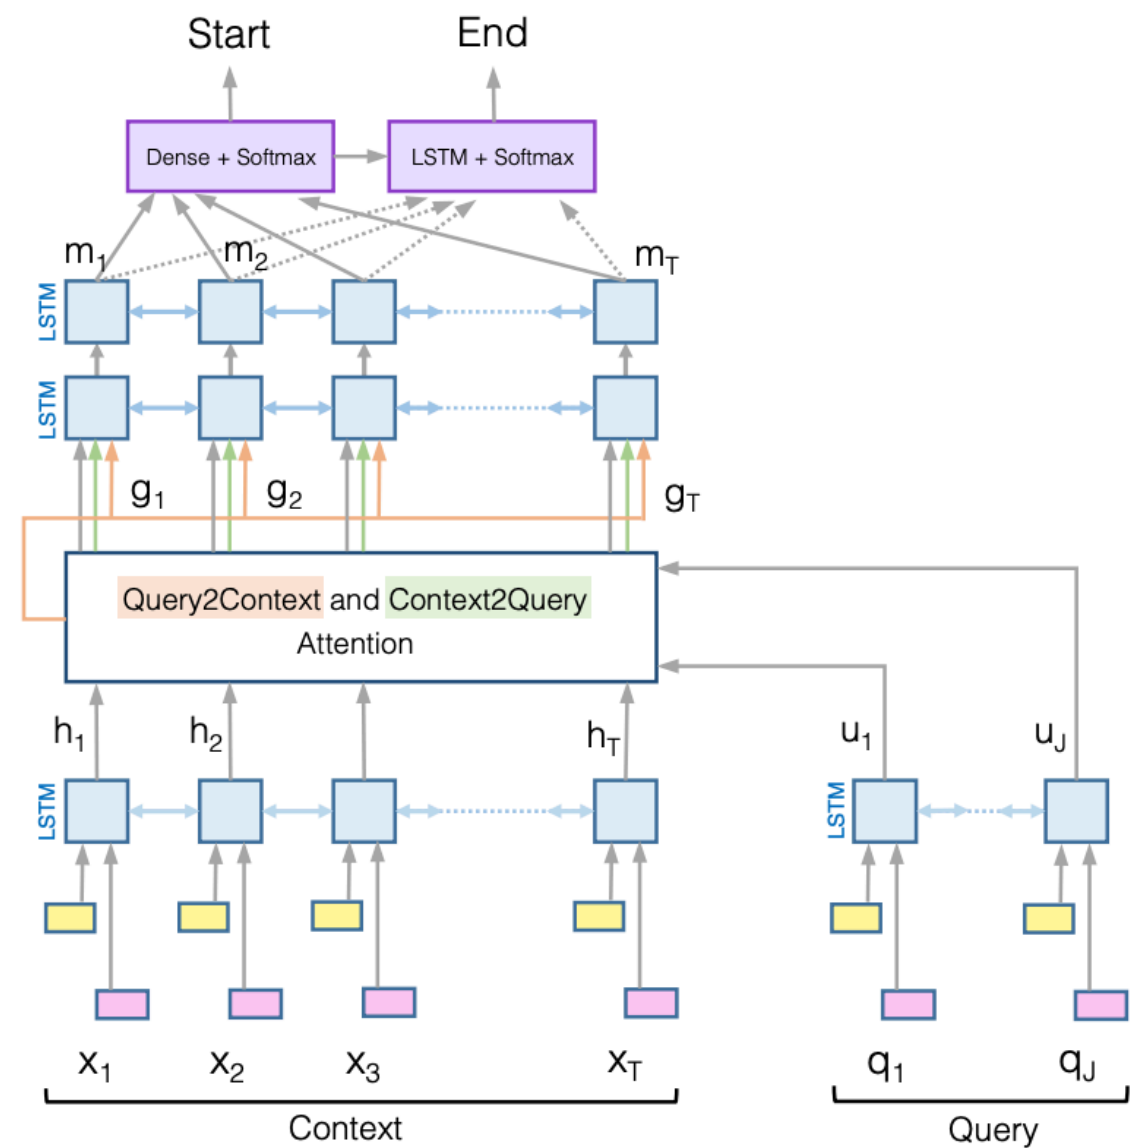 Start End
Dense + Softmax LSTM + Softmax
m1 m2 mT
LSTM
LSTM
g1 g2 gT
Query2Context and Context2Query
Attention
h1 h2 hT u1 uJ
LSTM LSTM
x1 x2 x3 xT q1 qJ
Context Query